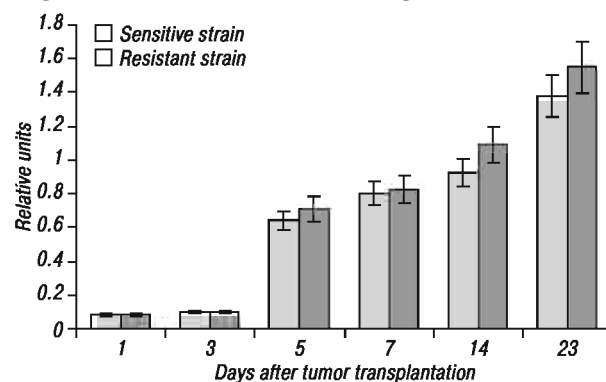 1.8
1.6
1.4
1.2
1
0.8
0.6
0.4
0.2
0
Relative units
Sensitive strain
Resistant strain
1 3 5 7 14 23
Days after tumor transplantation